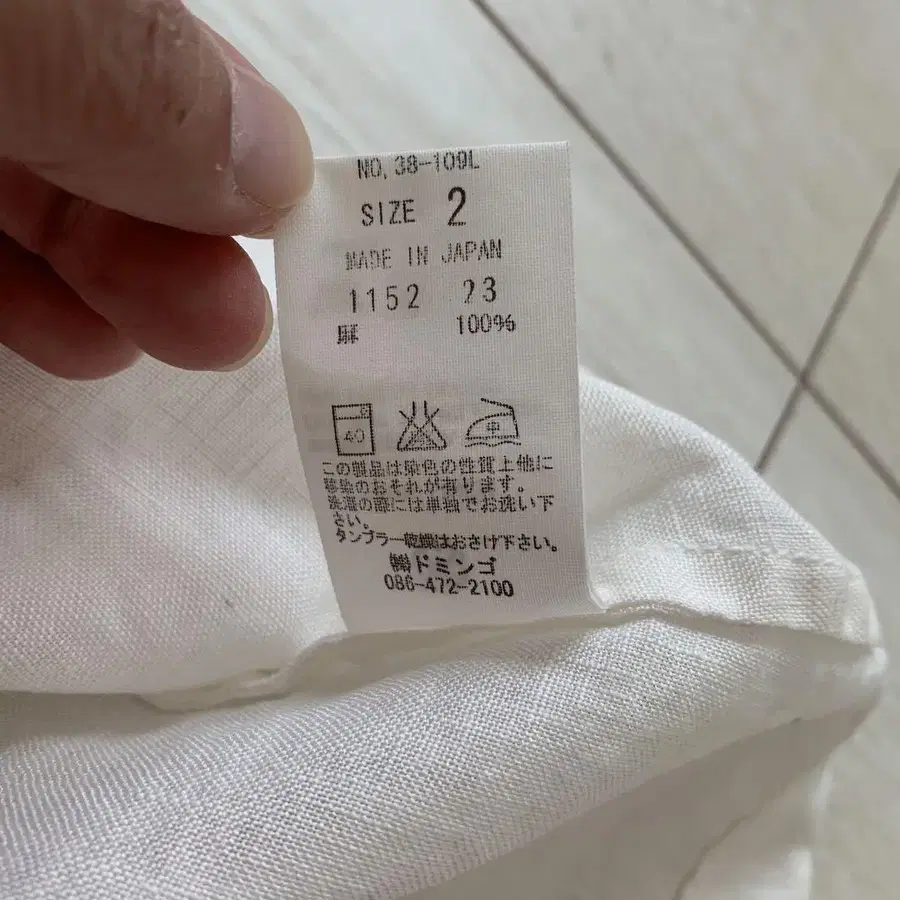 NO. 38-109L
SIZE 2
MADE IN JAPAN
1152 23
麻 100%
40 中
この製品は染色の性質上他に
移染のおそれが有ります。
洗濯の際には単独でお洗い下
さい。
タンブラー乾燥はおさけ下さい。
㈱ドミンゴ
086-472-2100